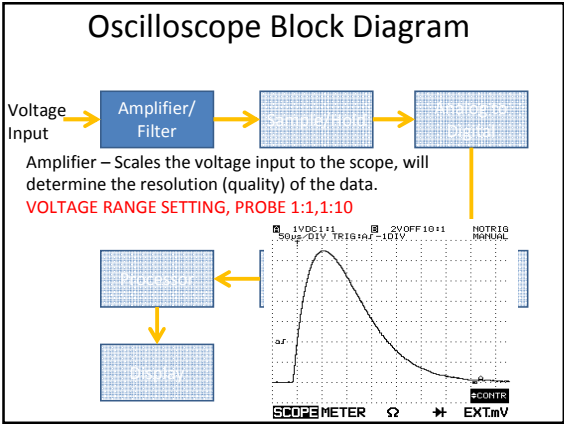 Oscilloscope Block Diagram
Voltage
Input
Amplifier/
Filter
Sample/Hold
Analog to
Digital
Amplifier – Scales the voltage input to the scope, will
determine the resolution (quality) of the data.
VOLTAGE RANGE SETTING, PROBE 1:1,1:10
A 1VDC1:1 B 2VOFF10:1 NOTRIG
50µs/DIV TRIG:A∫-1DIV MANUAL
Processor
Display
CONTR
SCOPE METER Ω EXT.mV